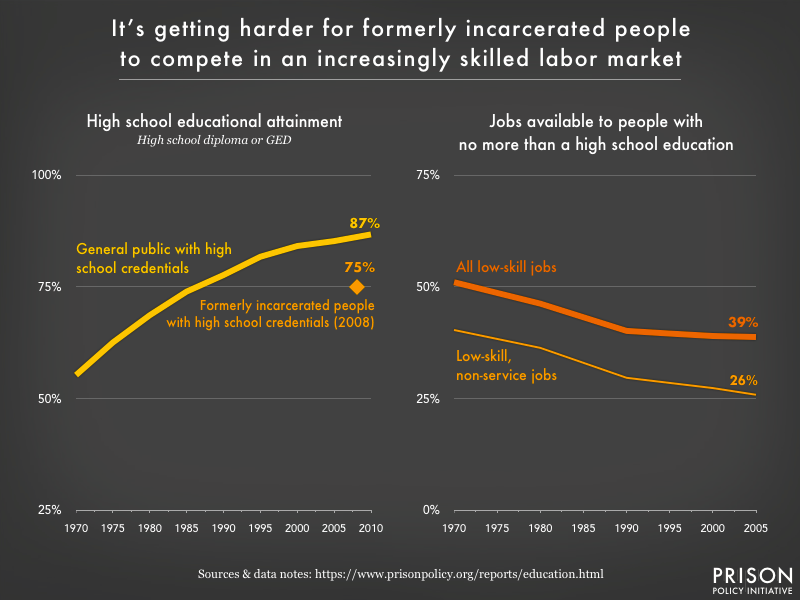 It’s getting harder for formerly incarcerated people
to compete in an increasingly skilled labor market
High school educational attainment
High school diploma or GED
100%
75%
50%
25%
87%
General public with high
school credentials
75%
Formerly incarcerated people
with high school credentials (2008)
1970 1975 1980 1985 1990 1995 2000 2005 2010
Jobs available to people with
no more than a high school education
75%
50%
25%
0%
All low-skill jobs
39%
Low-skill,
non-service jobs
26%
1970 1975 1980 1985 1990 1995 2000 2005
Sources & data notes: https://www.prisonpolicy.org/reports/education.html
PRISON
POLICY INITIATIVE